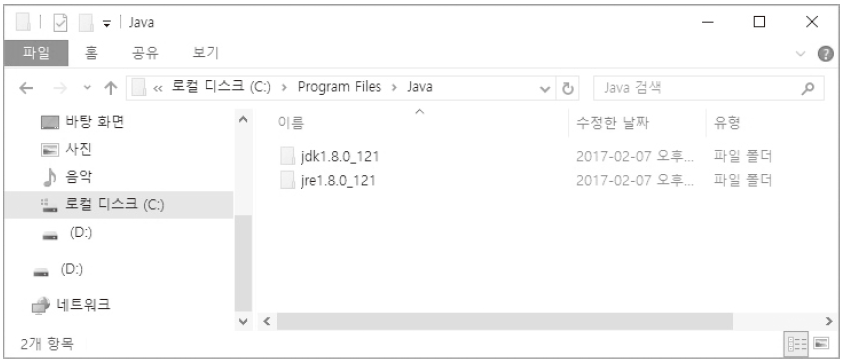 Java
파일 홈 공유 보기
« 로컬 디스크 (C:) › Program Files › Java
Java 검색
바탕 화면
사진
음악
로컬 디스크 (C:)
(D:)
(D:)
네트워크
이름 수정한 날짜 유형
jdk1.8.0_121 2017-02-07 오후... 파일 폴더
jre1.8.0_121 2017-02-07 오후... 파일 폴더
2개 항목